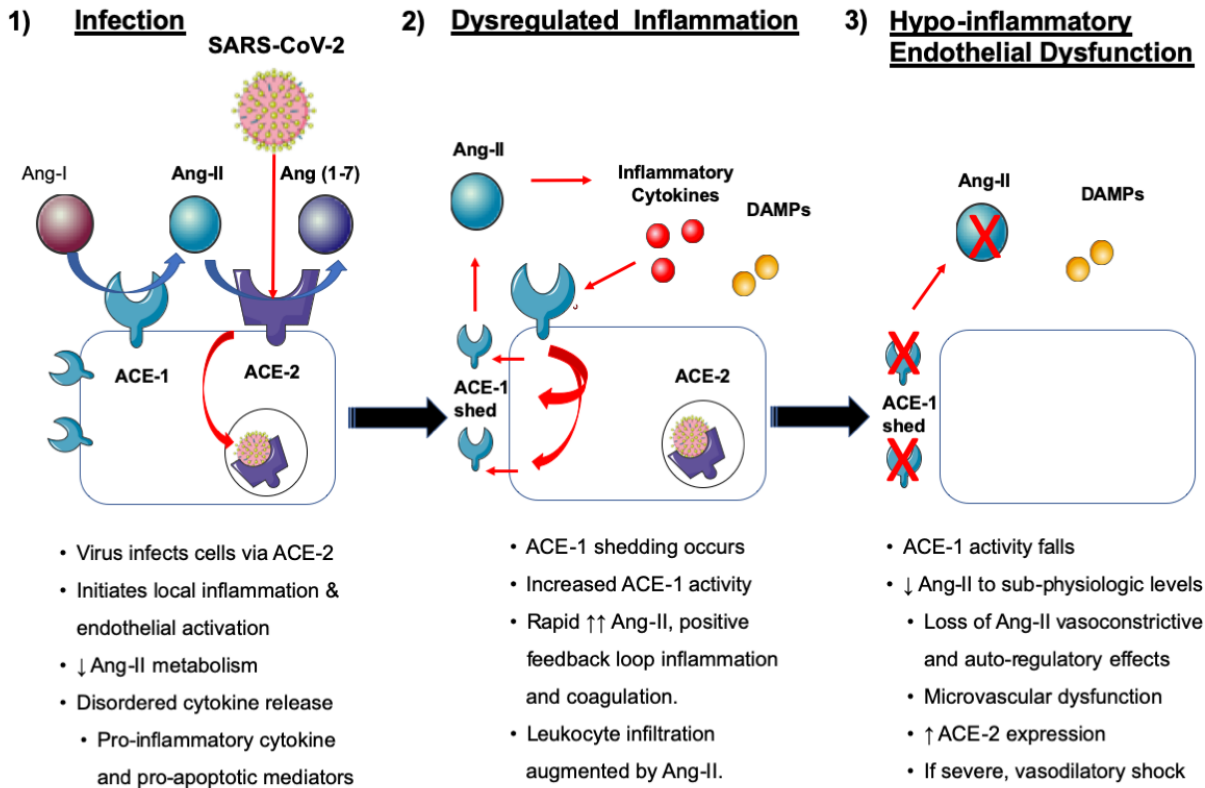 1) Infection
SARS-CoV-2
Ang-I
Ang-II
Ang (1-7)
ACE-1
ACE-2
• Virus infects cells via ACE-2
• Initiates local inflammation &
endothelial activation
• ↓ Ang-II metabolism
• Disordered cytokine release
• Pro-inflammatory cytokine
and pro-apoptotic mediators
2) Dysregulated Inflammation
Ang-II
Inflammatory
Cytokines
DAMPs
ACE-1
shed
ACE-2
• ACE-1 shedding occurs
• Increased ACE-1 activity
• Rapid ↑↑ Ang-II, positive
feedback loop inflammation
and coagulation.
• Leukocyte infiltration
augmented by Ang-II.
3) Hypo-inflammatory
Endothelial Dysfunction
Ang-II
DAMPs
ACE-1
shed
• ACE-1 activity falls
• ↓ Ang-II to sub-physiologic levels
• Loss of Ang-II vasoconstrictive
and auto-regulatory effects
• Microvascular dysfunction
• ↑ ACE-2 expression
• If severe, vasodilatory shock